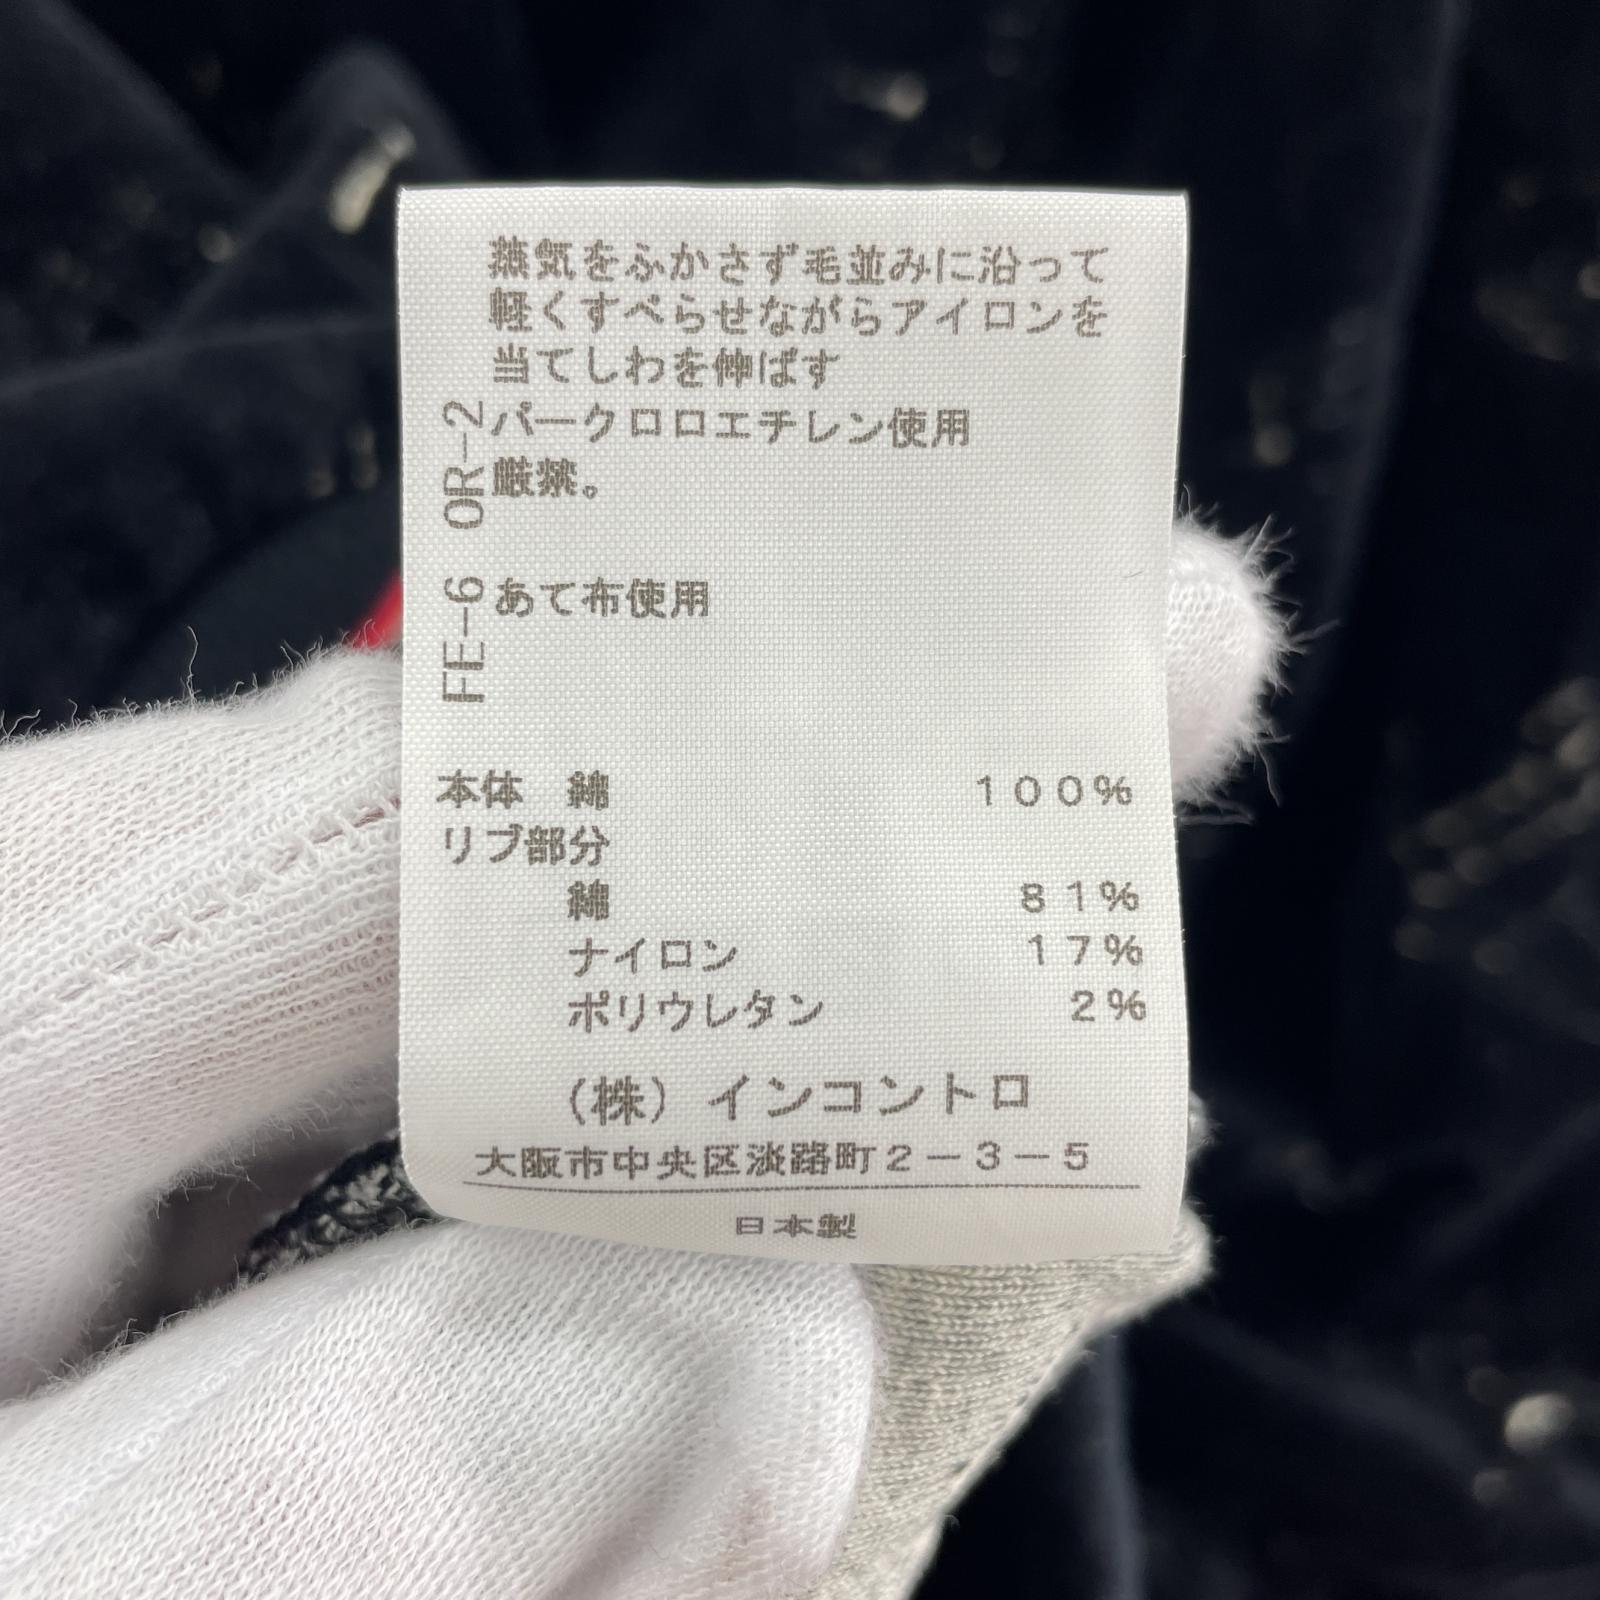 蒸気をふかさず毛並みに沿って
軽くすべらせながらアイロンを
当てしわを伸ばす
OR-2
パークロロエチレン使用
厳禁。
FE-6
あて布使用
本体 綿 100%
リブ部分
綿 81%
ナイロン 17%
ポリウレタン 2%
(株) インコントロ
大阪市中央区淡路町2-3-5
日本製